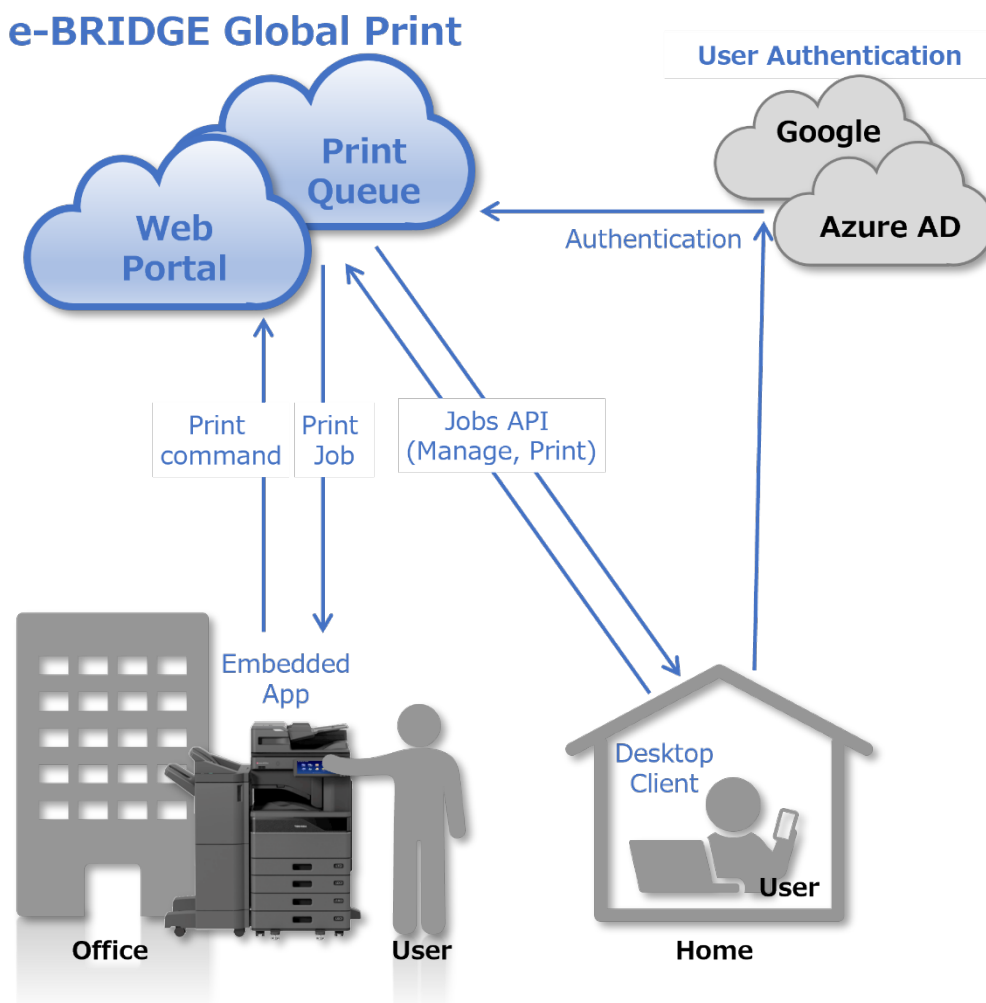 e-BRIDGE Global Print
User Authentication
Google
Azure AD
Print
Queue
Web
Portal
Authentication
Print
command
Print
Job
Jobs API
(Manage, Print)
Embedded
App
Desktop
Client
User
Office
User
Home